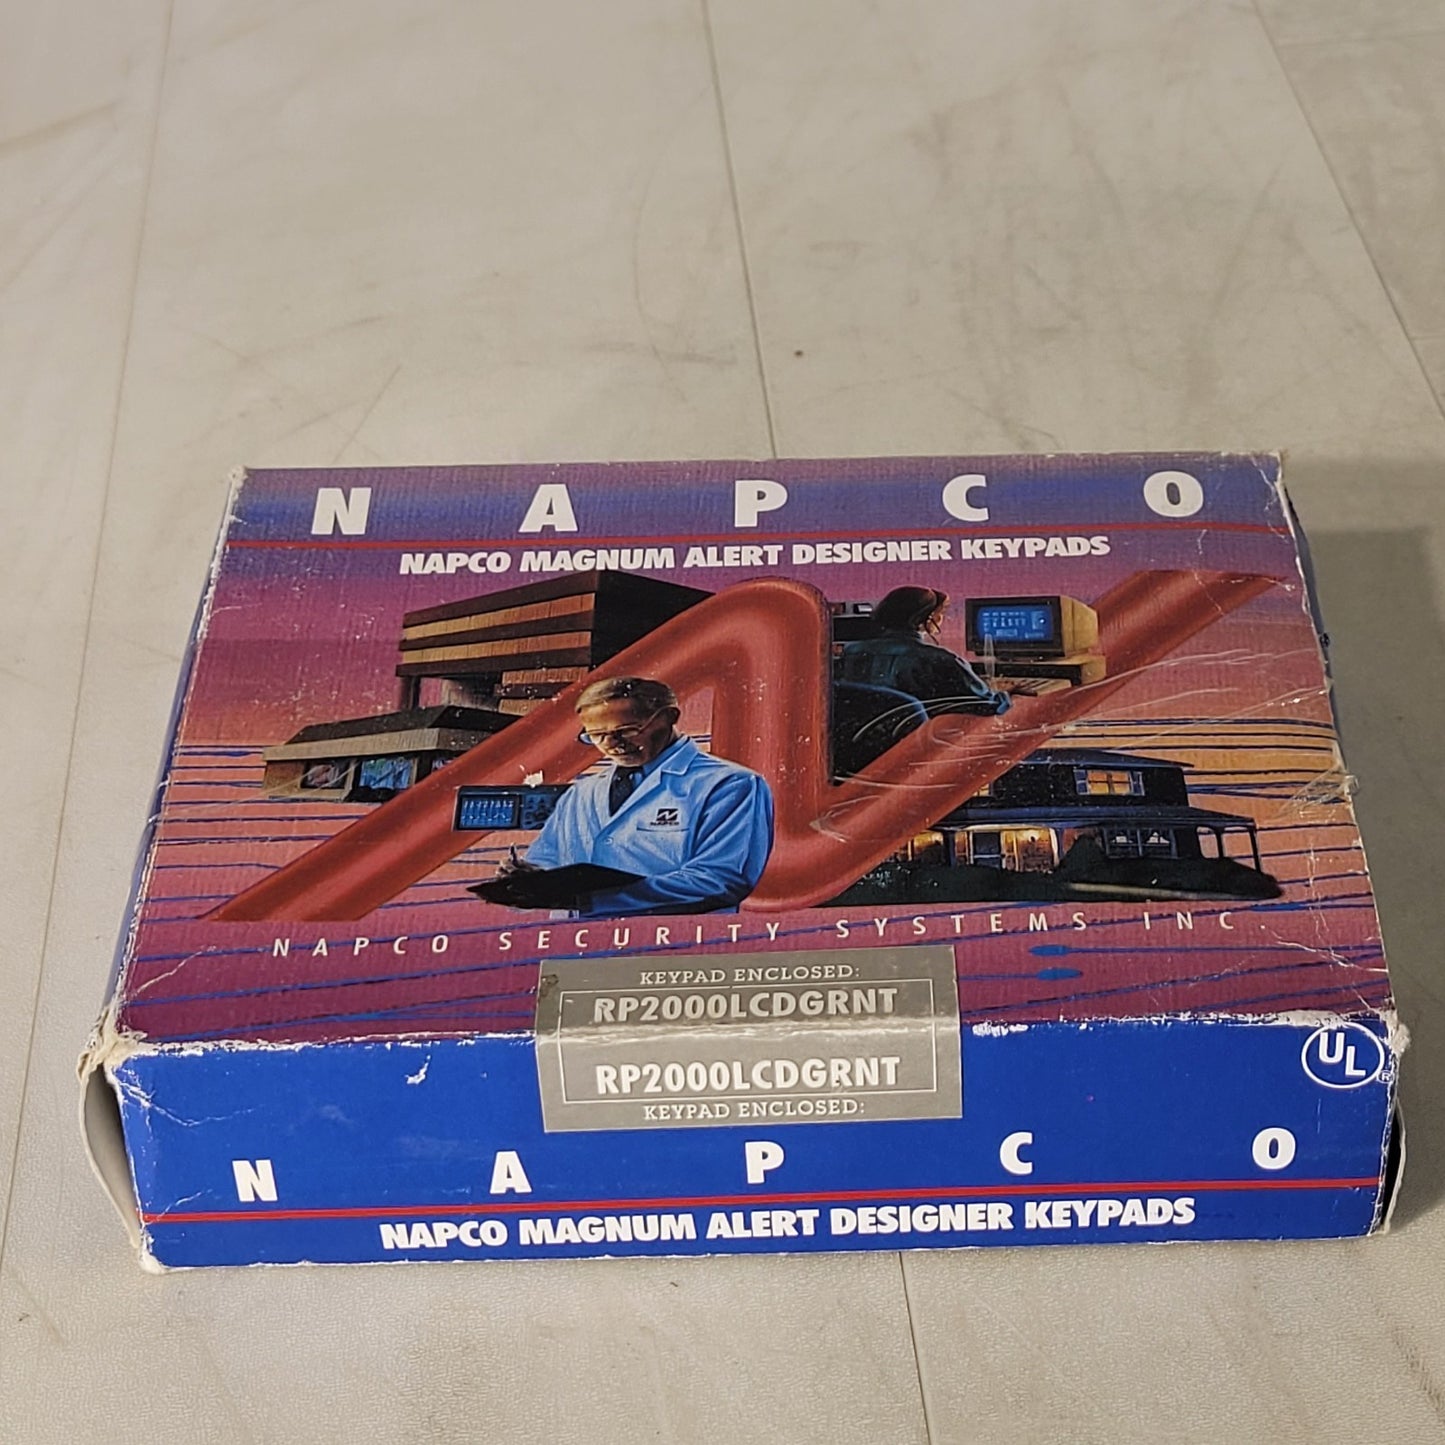 NAPCO
NAPCO MAGNUM ALERT DESIGNER KEYPADS
NAPCO
NAPCO SECURITY SYSTEMS INC.
KEYPAD ENCLOSED:
RP2000LCDGRNT
RP2000LCDGRNT
KEYPAD ENCLOSED:
UL®
NAPCO
NAPCO MAGNUM ALERT DESIGNER KEYPADS